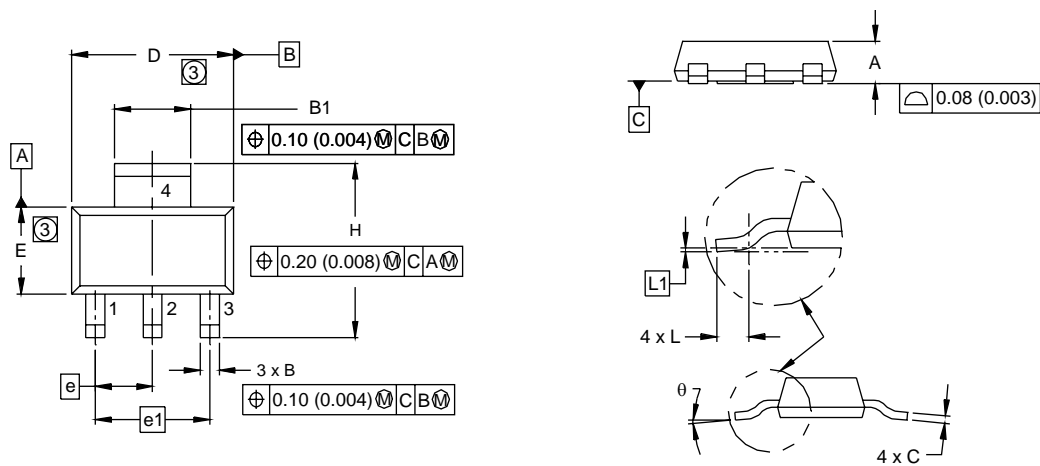 D
B
3
B1
⌖ 0.10 (0.004) Ⓜ C B Ⓜ
A
4
3
E
H
⌖ 0.20 (0.008) Ⓜ C A Ⓜ
1
2
3
3 x B
e
⌖ 0.10 (0.004) Ⓜ C B Ⓜ
e1
A
C
⌓ 0.08 (0.003)
L1
4 x L
θ
4 x C